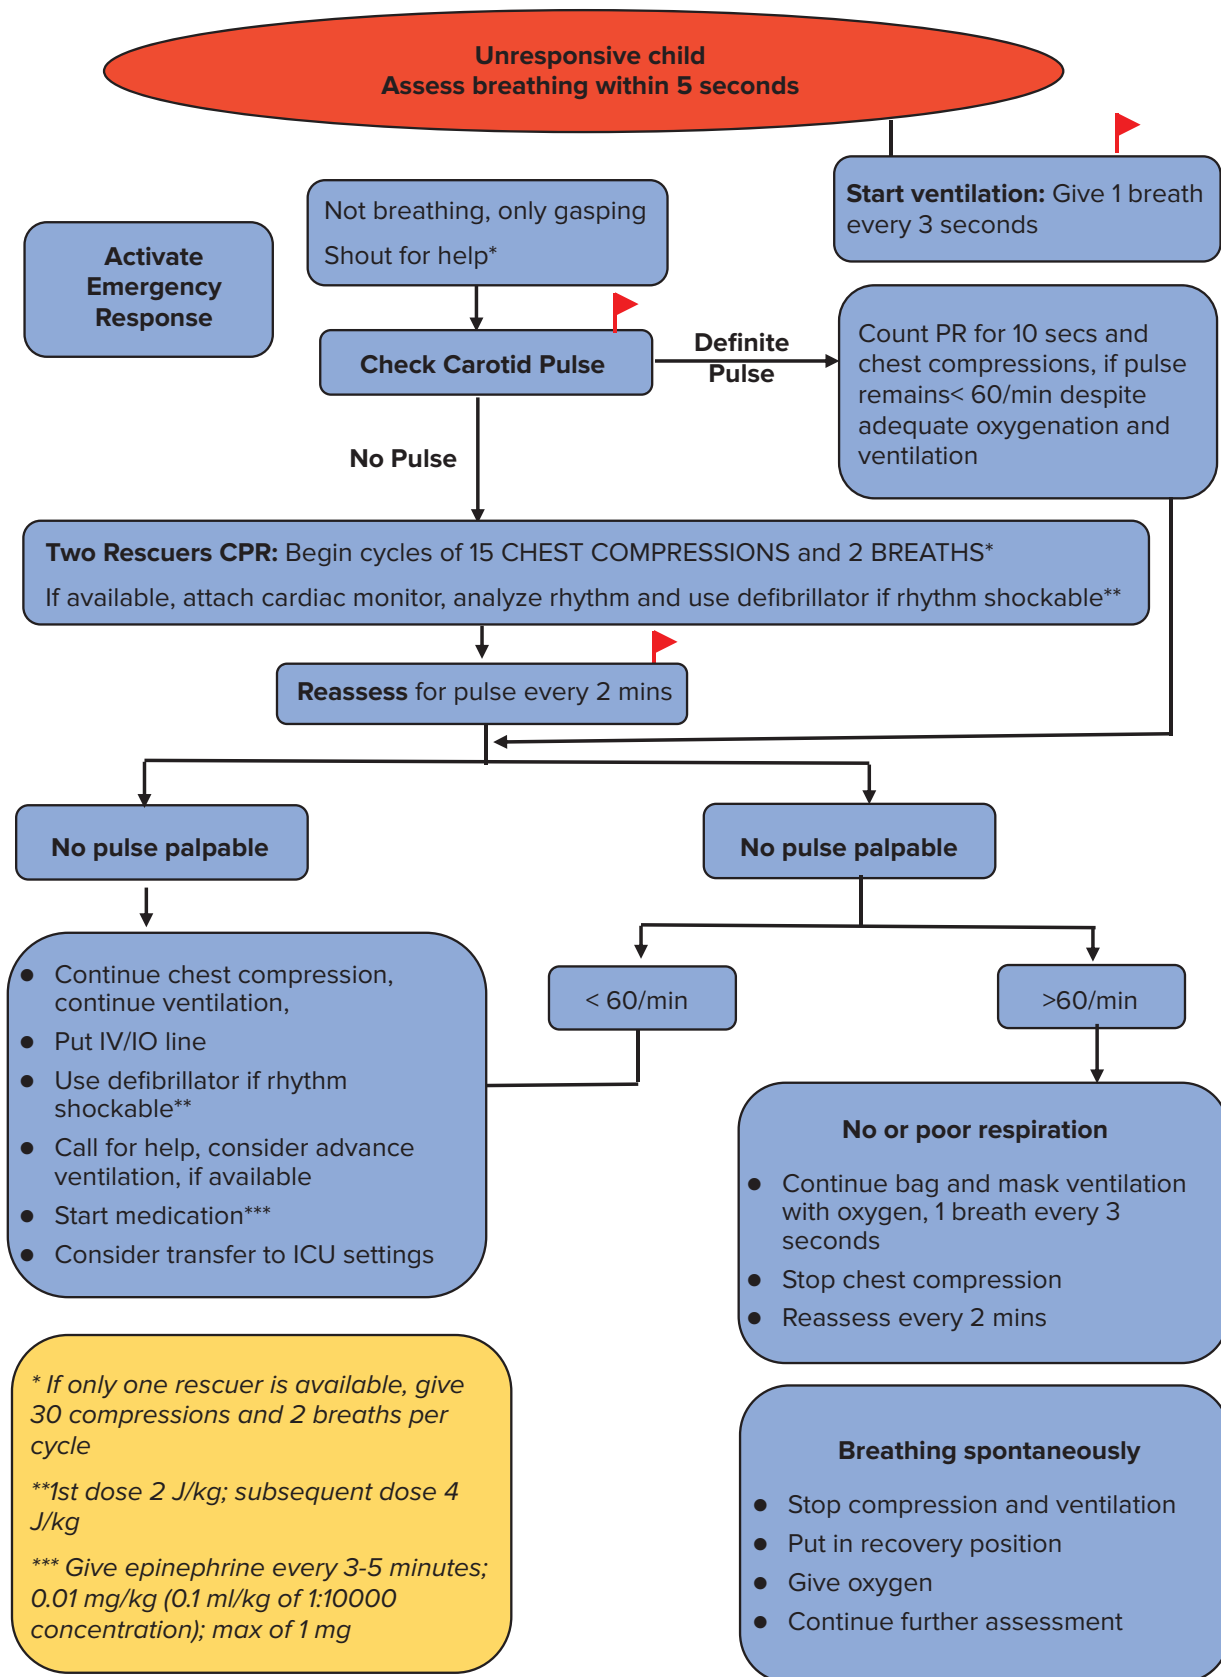 Unresponsive child
Assess breathing within 5 seconds
Start ventilation: Give 1 breath
every 3 seconds
Not breathing, only gasping
Shout for help*
Activate
Emergency
Response
Check Carotid Pulse
Definite
Pulse
Count PR for 10 secs and
chest compressions, if pulse
remains< 60/min despite
adequate oxygenation and
ventilation
No Pulse
Two Rescuers CPR: Begin cycles of 15 CHEST COMPRESSIONS and 2 BREATHS*
If available, attach cardiac monitor, analyze rhythm and use defibrillator if rhythm shockable**
Reassess for pulse every 2 mins
No pulse palpable
No pulse palpable
● Continue chest compression,
continue ventilation,
● Put IV/IO line
● Use defibrillator if rhythm
shockable**
● Call for help, consider advance
ventilation, if available
● Start medication***
● Consider transfer to ICU settings
< 60/min
>60/min
No or poor respiration
● Continue bag and mask ventilation
with oxygen, 1 breath every 3
seconds
● Stop chest compression
● Reassess every 2 mins
* If only one rescuer is available, give
30 compressions and 2 breaths per
cycle
**1st dose 2 J/kg; subsequent dose 4
J/kg
*** Give epinephrine every 3-5 minutes;
0.01 mg/kg (0.1 ml/kg of 1:10000
concentration); max of 1 mg
Breathing spontaneously
● Stop compression and ventilation
● Put in recovery position
● Give oxygen
● Continue further assessment